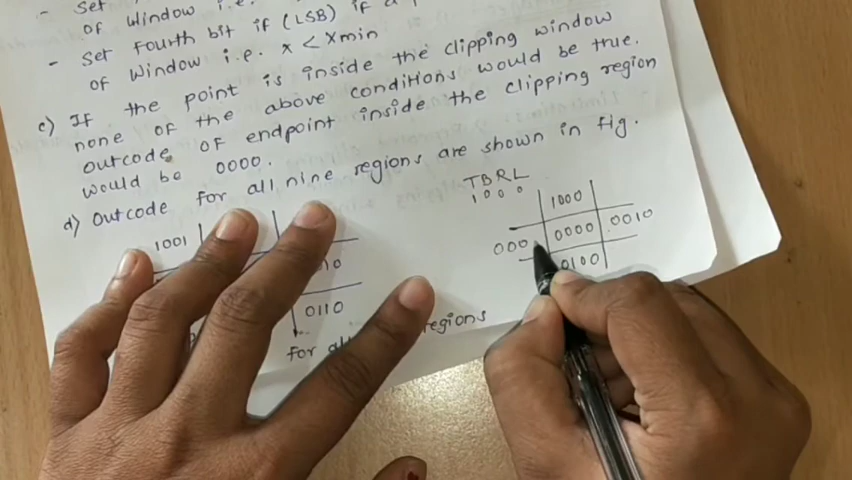 - Set
of window i.e.
- Set fourth bit if (LSB) if a
of window i.e. x < xmin
c) If the point is inside the clipping window
none of the above conditions would be true.
outcode of endpoint inside the clipping region
would be 0000.
d) Outcode for all nine regions are shown in fig.
TBRL
1000
1000
000 0000 0010
0100
1001
10
0110
for all regions